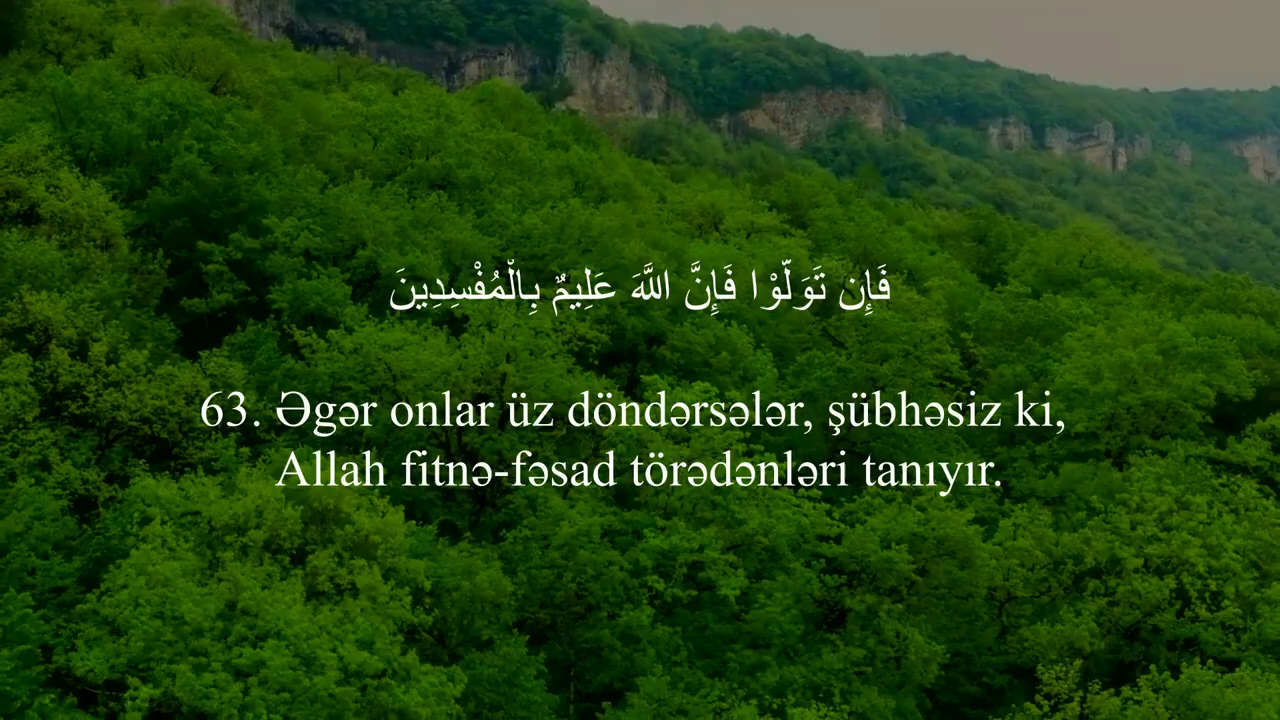 فَإِن تَوَلَّوْا فَإِنَّ اللَّهَ عَلِيمٌ بِالْمُفْسِدِينَ
63. Əgər onlar üz döndərsələr, şübhəsiz ki,
Allah fitnə-fəsad törədənləri tanıyır.